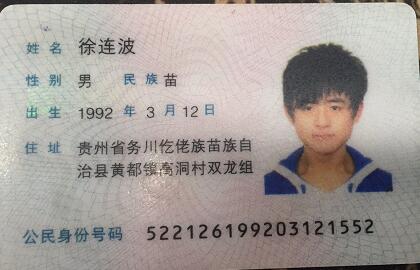 姓名 徐连波
性别 男 民族 苗
出生 1992 年 3 月 12 日
住址 贵州省务川仡佬族苗族自
治县黄都镇高洞村双龙组
公民身份号码 522126199203121552